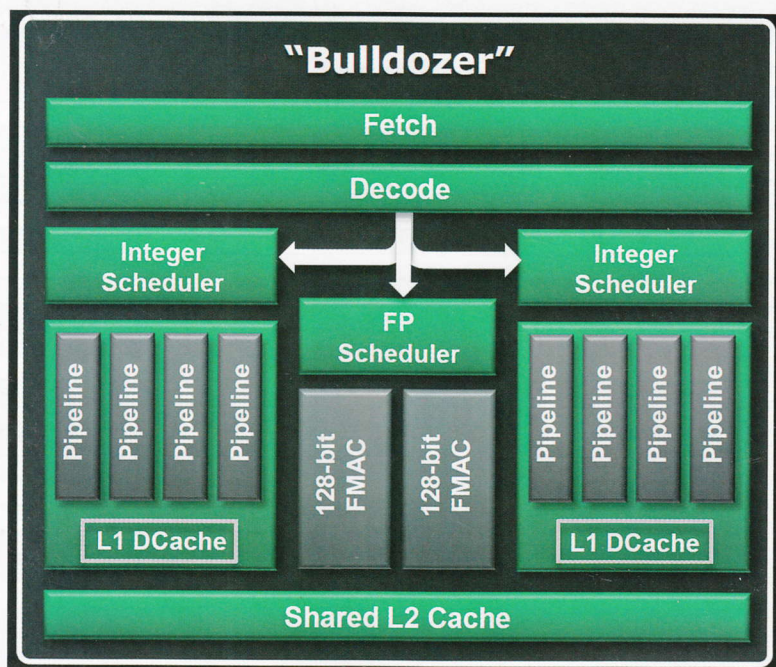 “Bulldozer”
Fetch
Decode
Integer
Scheduler
Integer
Scheduler
FP
Scheduler
Pipeline
Pipeline
Pipeline
Pipeline
128-bit
FMAC
128-bit
FMAC
Pipeline
Pipeline
Pipeline
Pipeline
L1 DCache
L1 DCache
Shared L2 Cache